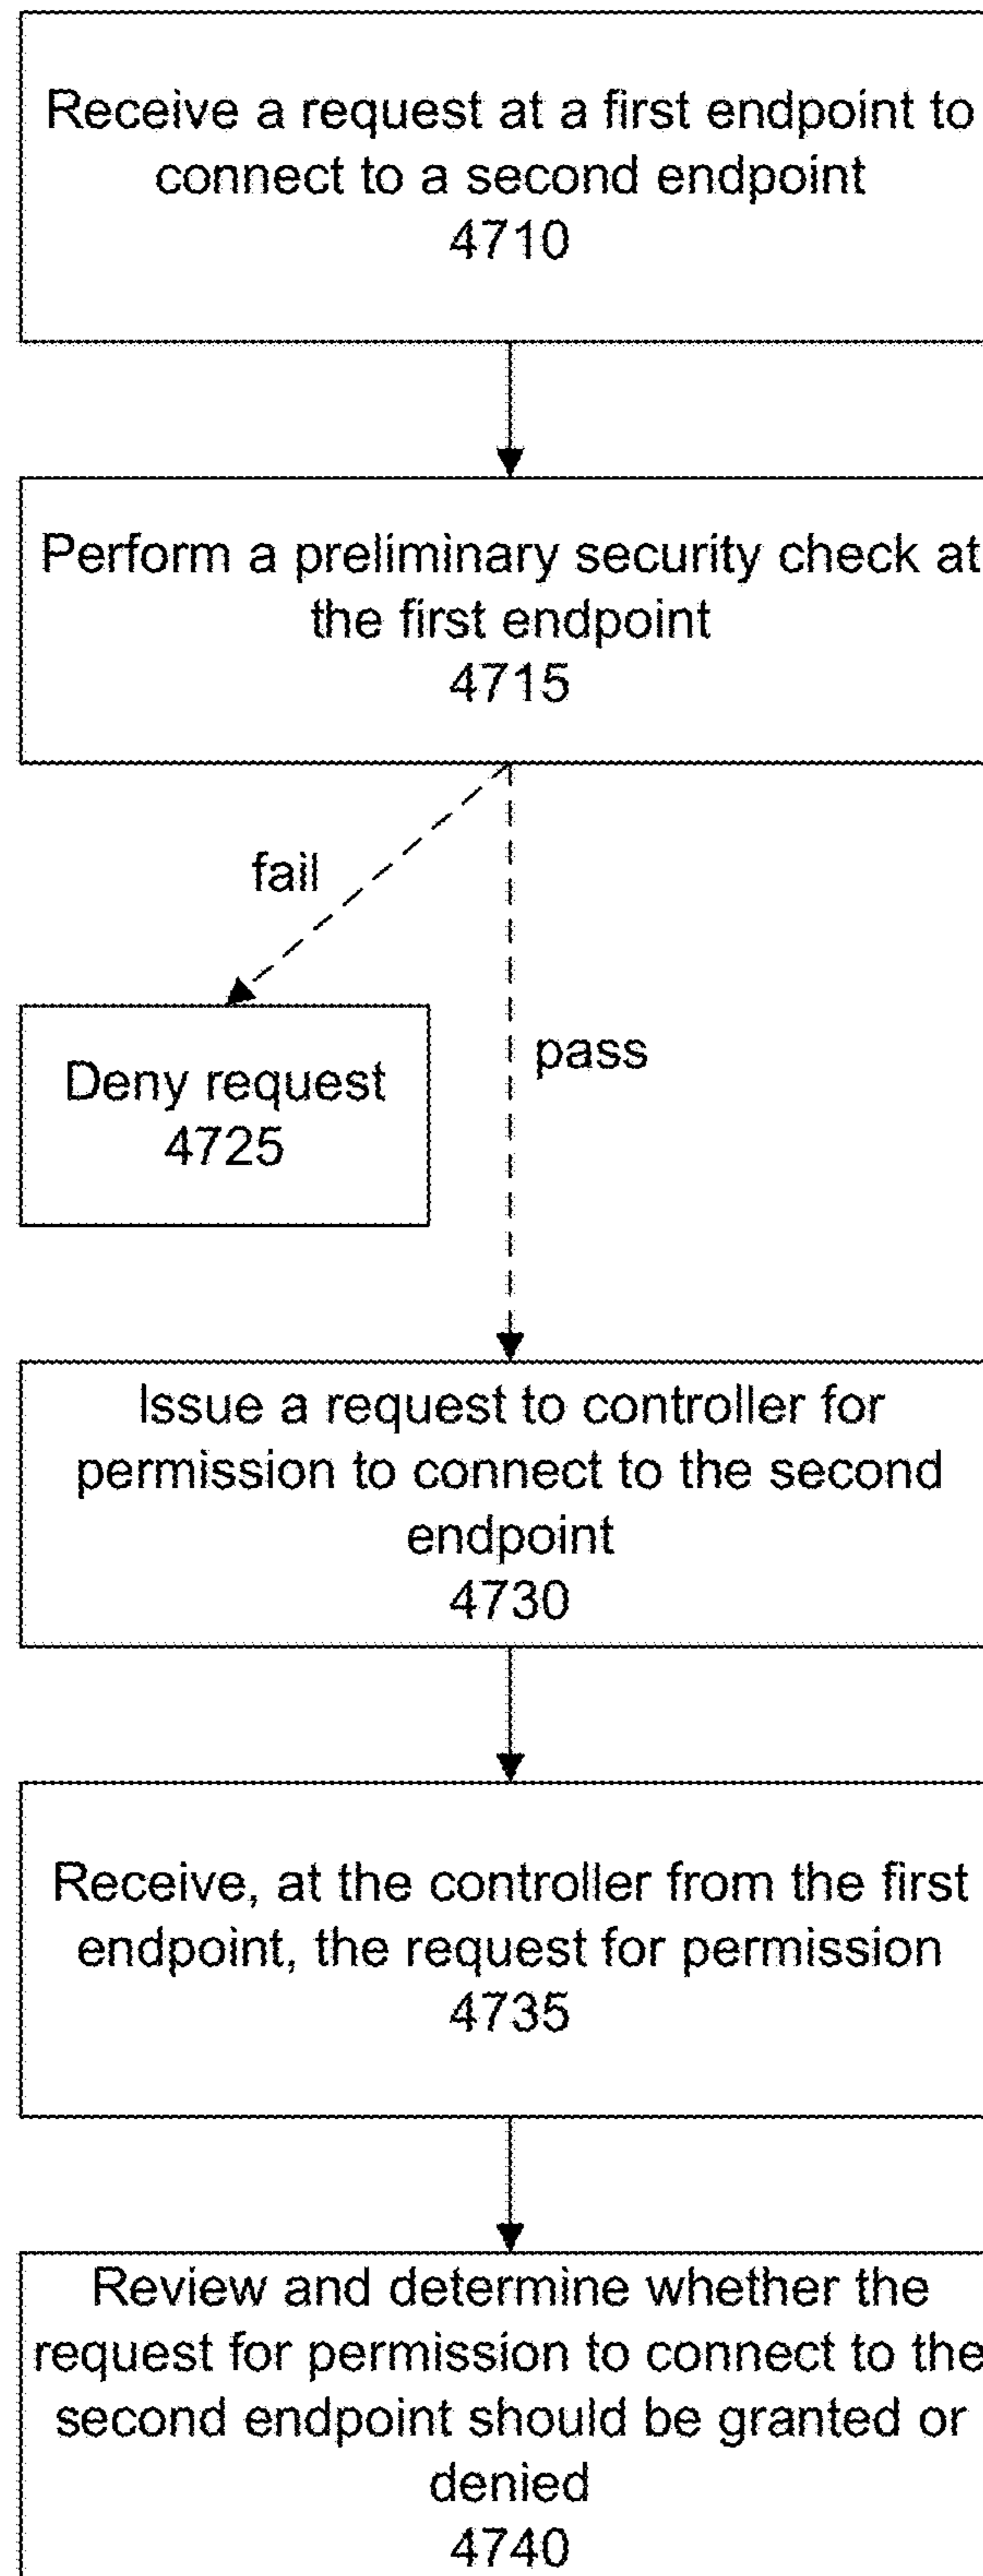 Receive a request at a first endpoint to
connect to a second endpoint
4710
Perform a preliminary security check at
the first endpoint
4715
fail
pass
Deny request
4725
Issue a request to controller for
permission to connect to the second
endpoint
4730
Receive, at the controller from the first
endpoint, the request for permission
4735
Review and determine whether the
request for permission to connect to the
second endpoint should be granted or
denied
4740